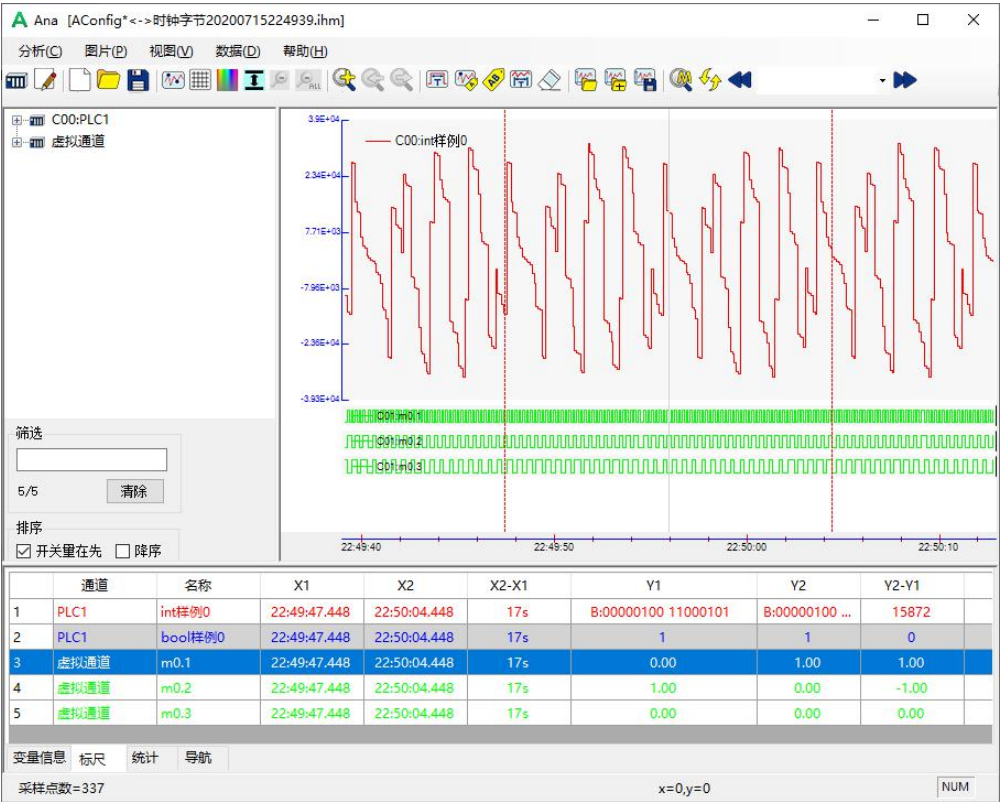 Ana [AConfig*<->时钟字节20200715224939.ihm]
分析(C) 图片(P) 视图(V) 数据(D) 帮助(H)
ALL AB
C00:PLC1
虚拟通道
筛选
5/5 清除
排序
开关量在先 降序
3.9E+04
C00:int样例0
2.34E+04
7.71E+03
-7.96E+03
-2.36E+04
-3.93E+04
C01:m0.1
C01:m0.2
C01:m0.3
22:49:40 22:49:50 22:50:00 22:50:10
通道 名称 X1 X2 X2-X1 Y1 Y2 Y2-Y1
1 PLC1 int样例0 22:49:47.448 22:50:04.448 17s B:00000100 11000101 B:00000100 ... 15872
2 PLC1 bool样例0 22:49:47.448 22:50:04.448 17s 1 1 0
3 虚拟通道 m0.1 22:49:47.448 22:50:04.448 17s 0.00 1.00 1.00
4 虚拟通道 m0.2 22:49:47.448 22:50:04.448 17s 1.00 0.00 -1.00
5 虚拟通道 m0.3 22:49:47.448 22:50:04.448 17s 0.00 0.00 0.00
变量信息 标尺 统计 导航
采样点数=337 x=0,y=0 NUM